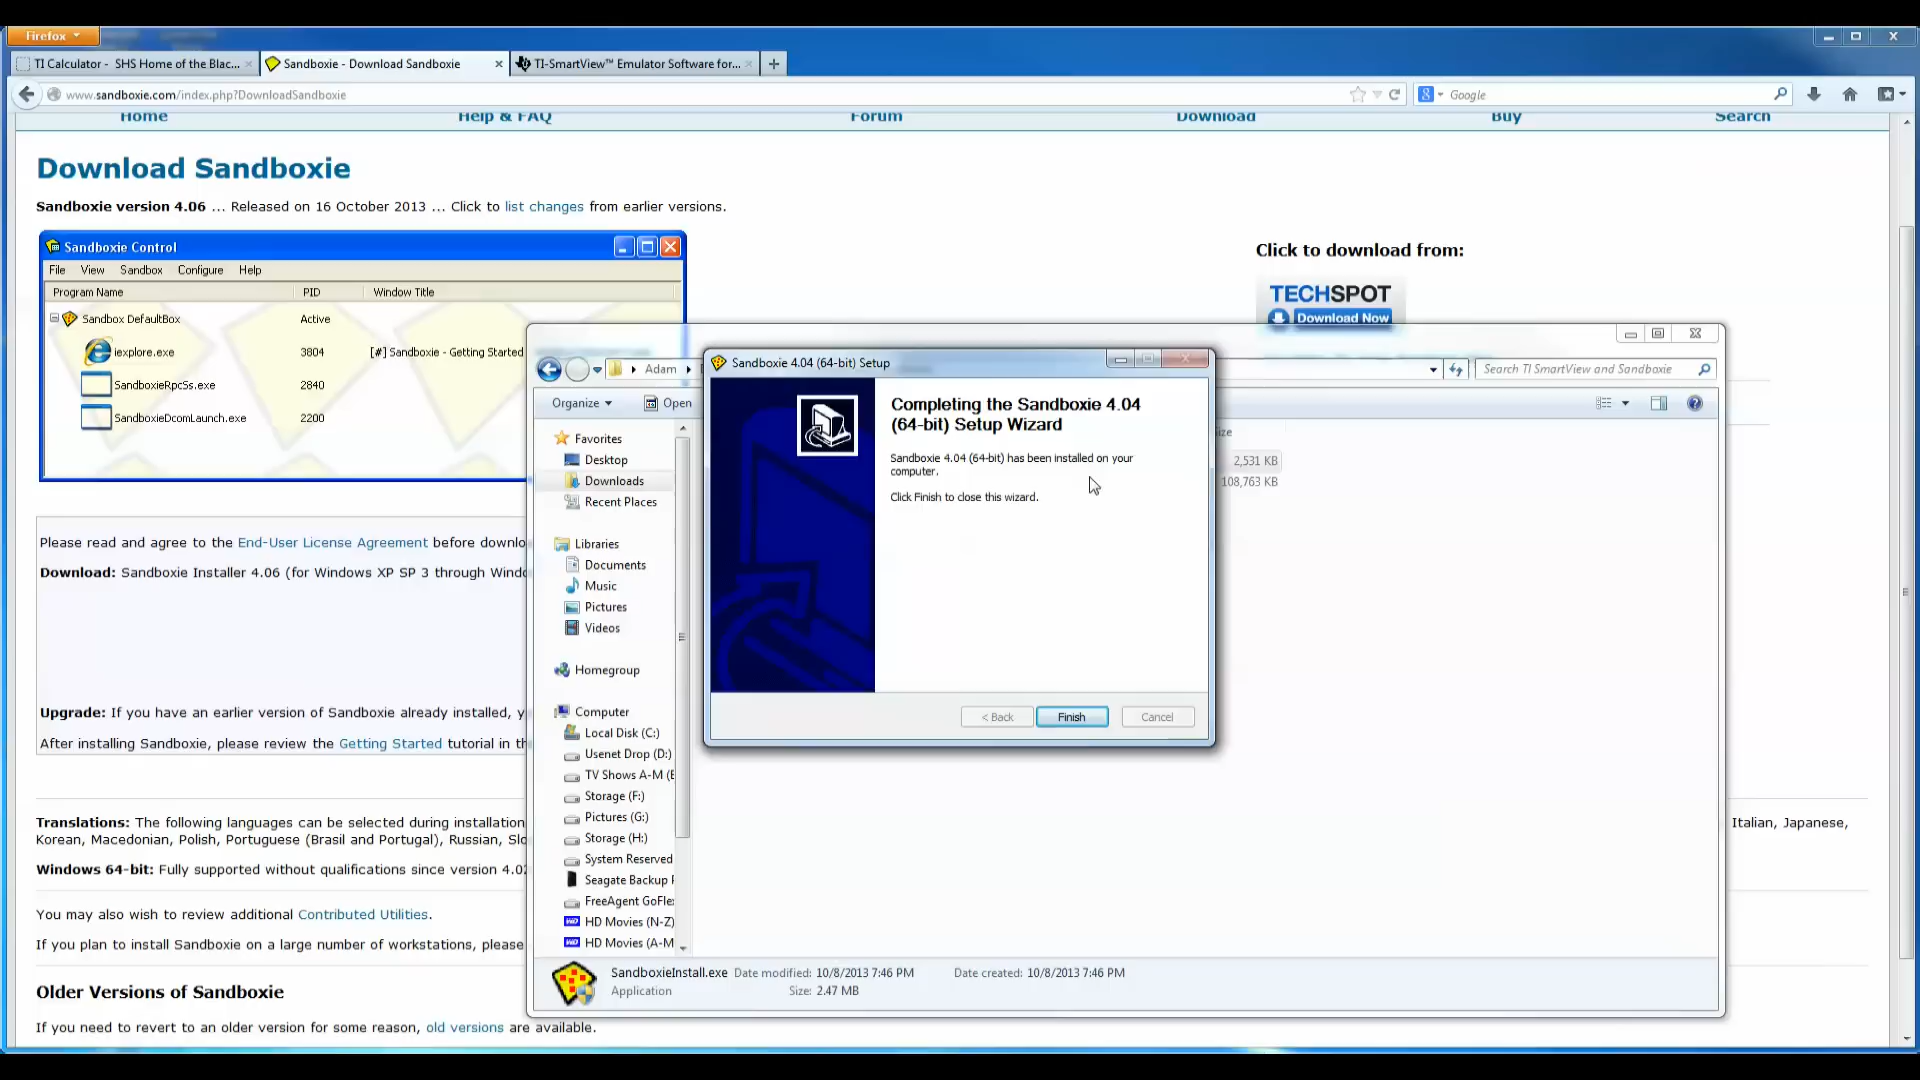 Firefox
TI Calculator - SHS Home of the Blac...
Sandboxie - Download Sandboxie
TI-SmartView™ Emulator Software for...
www.sandboxie.com/index.php?DownloadSandboxie
Google
Home Help & FAQ Forum Download Buy Search
Download Sandboxie
Sandboxie version 4.06 ... Released on 16 October 2013 ... Click to list changes from earlier versions.
Sandboxie Control
File View Sandbox Configure Help
Program Name PID Window Title
Sandbox DefaultBox Active
iexplore.exe 3804 [#] Sandboxie - Getting Started
SandboxieRpcSs.exe 2840
SandboxieDcomLaunch.exe 2200
Click to download from:
TECHSPOT
Download Now
Please read and agree to the End-User License Agreement before downlo
Download: Sandboxie Installer 4.06 (for Windows XP SP 3 through Windo
Upgrade: If you have an earlier version of Sandboxie already installed, y
After installing Sandboxie, please review the Getting Started tutorial in th
Translations: The following languages can be selected during installation
Italian, Japanese,
Korean, Macedonian, Polish, Portuguese (Brasil and Portugal), Russian, Slo
Windows 64-bit: Fully supported without qualifications since version 4.02
You may also wish to review additional Contributed Utilities.
If you plan to install Sandboxie on a large number of workstations, please
Older Versions of Sandboxie
If you need to revert to an older version for some reason, old versions are available.
Adam
Search TI SmartView and Sandboxie
Organize
Open
Favorites
Desktop
Downloads
Recent Places
Libraries
Documents
Music
Pictures
Videos
Homegroup
Computer
Local Disk (C:)
Usenet Drop (D:)
TV Shows A-M (E
Storage (F:)
Pictures (G:)
Storage (H:)
System Reserved
Seagate Backup
FreeAgent GoFle
HD Movies (N-Z)
HD Movies (A-M
2,531 KB
108,763 KB
Sandboxie 4.04 (64-bit) Setup
Completing the Sandboxie 4.04
(64-bit) Setup Wizard
Sandboxie 4.04 (64-bit) has been installed on your
computer.
Click Finish to close this wizard.
< Back
Finish
Cancel
SandboxieInstall.exe Date modified: 10/8/2013 7:46 PM Date created: 10/8/2013 7:46 PM
Application Size: 2.47 MB